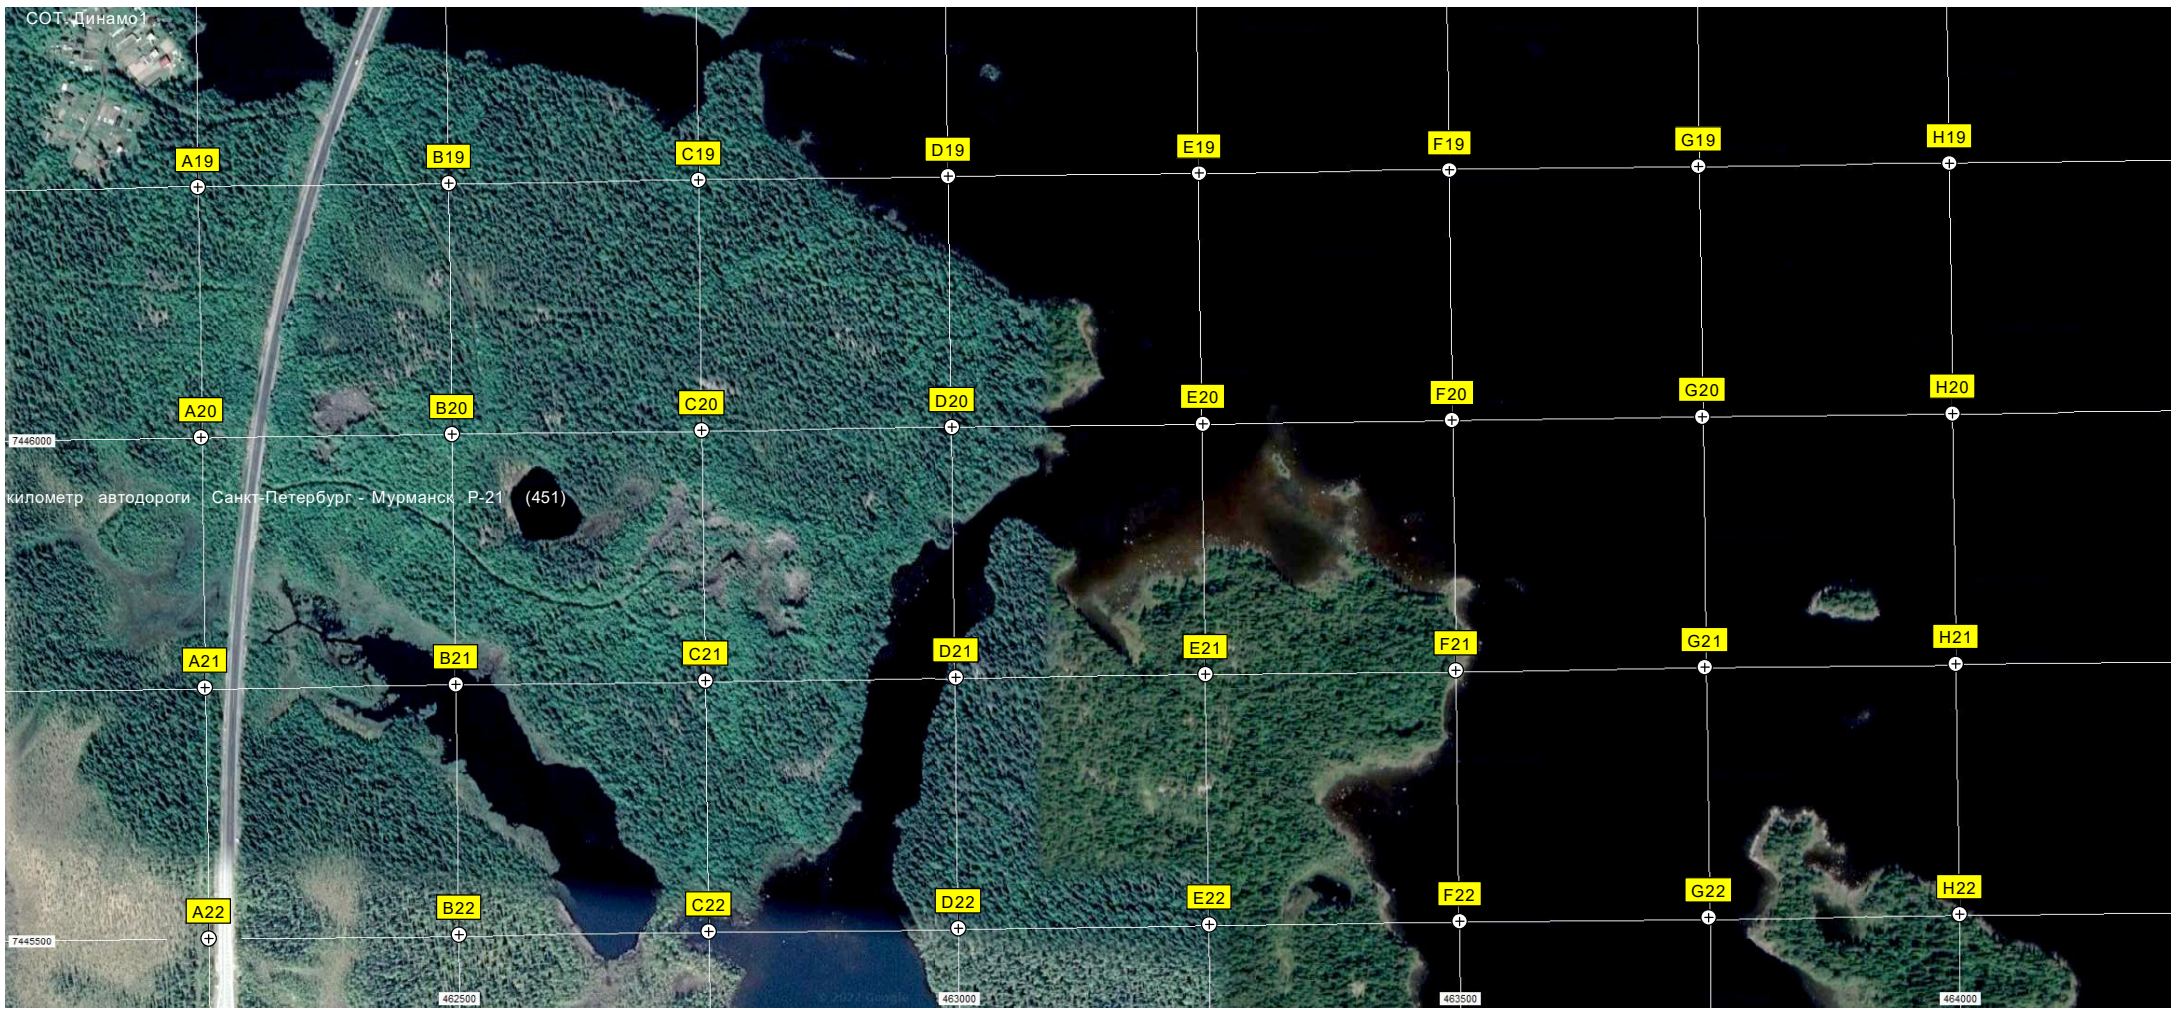 СОТ Динамо1
A19 B19 C19 D19 E19 F19 G19 H19
A20 B20 C20 D20 E20 F20 G20 H20
7446000
километр автодороги Санкт-Петербург - Мурманск Р-21 (451)
A21 B21 C21 D21 E21 F21 G21 H21
A22 B22 C22 D22 E22 F22 G22 H22
7445500
462500 463000 463500 464000
© 2022 Google